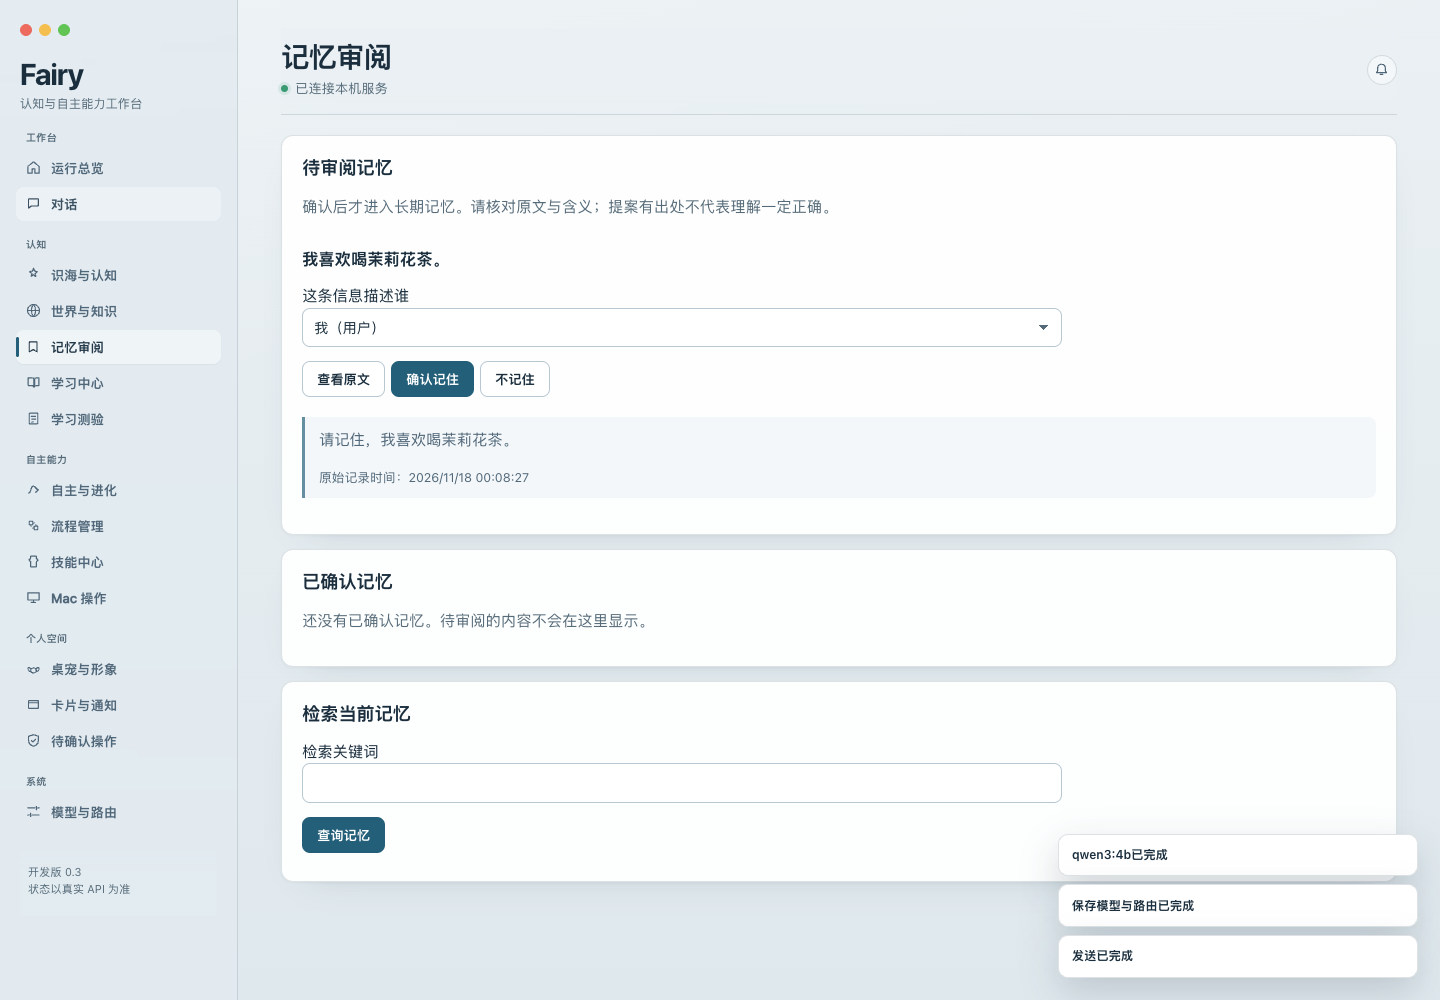 Fairy
认知与自主能力工作台
工作台
运行总览
对话
认知
识海与认知
世界与知识
记忆审阅
学习中心
学习测验
自主能力
自主与进化
流程管理
技能中心
Mac 操作
个人空间
桌宠与形象
卡片与通知
待确认操作
系统
模型与路由
开发版 0.3
状态以真实 API 为准
记忆审阅
已连接本机服务
待审阅记忆
确认后才进入长期记忆。请核对原文与含义；提案有出处不代表理解一定正确。
我喜欢喝茉莉花茶。
这条信息描述谁
我（用户）
查看原文 确认记住 不记住
请记住，我喜欢喝茉莉花茶。
原始记录时间：2026/11/18 00:08:27
已确认记忆
还没有已确认记忆。待审阅的内容不会在这里显示。
检索当前记忆
检索关键词
查询记忆
qwen3:4b已完成
保存模型与路由已完成
发送已完成